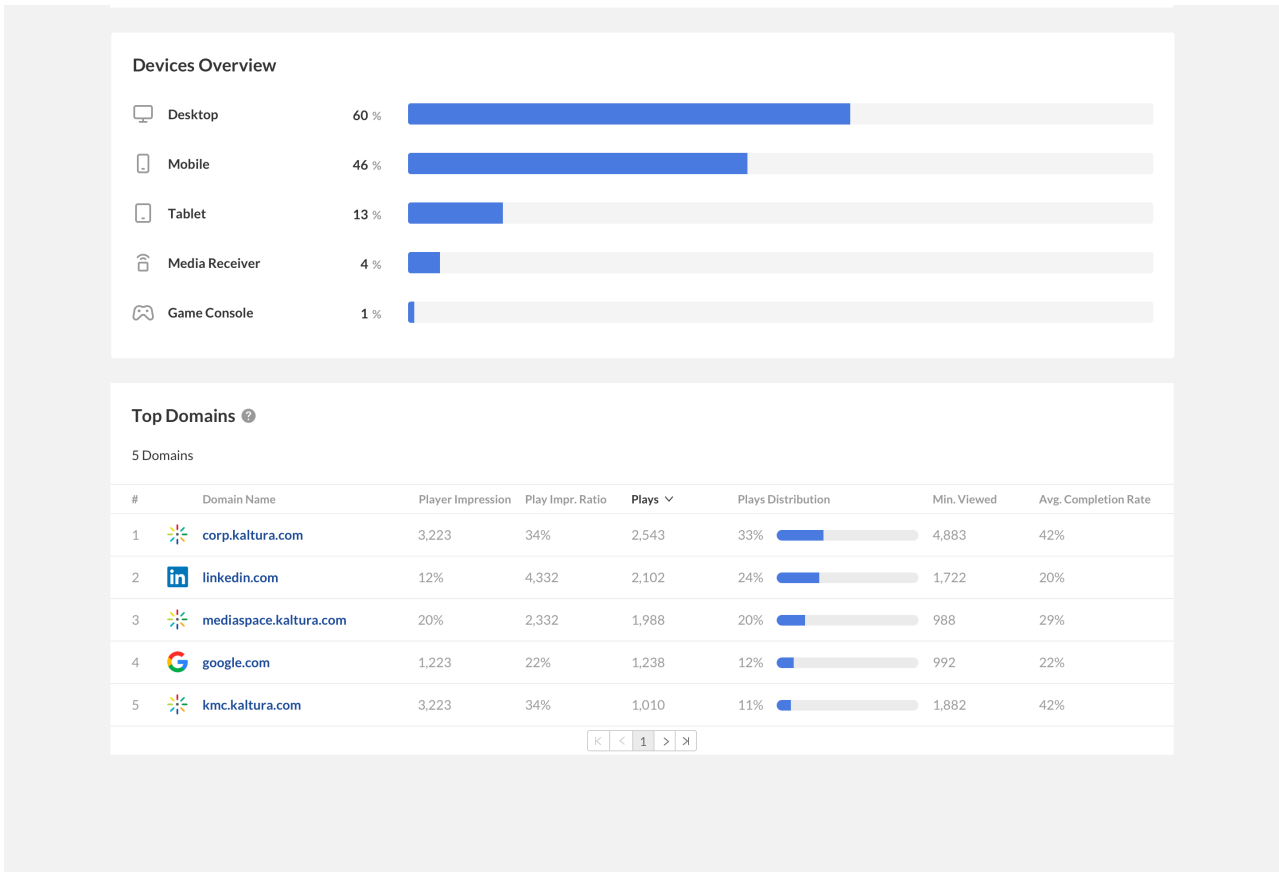 Devices Overview
Desktop 60 %
Mobile 46 %
Tablet 13 %
Media Receiver 4 %
Game Console 1 %
Top Domains ?
5 Domains
# Domain Name Player Impression Play Impr. Ratio Plays Plays Distribution Min. Viewed Avg. Completion Rate
1 corp.kaltura.com 3,223 34% 2,543 33% 4,883 42%
2 in linkedin.com 12% 4,332 2,102 24% 1,722 20%
3 mediaspace.kaltura.com 20% 2,332 1,988 20% 988 29%
4 G google.com 1,223 22% 1,238 12% 992 22%
5 kmc.kaltura.com 3,223 34% 1,010 11% 1,882 42%
1